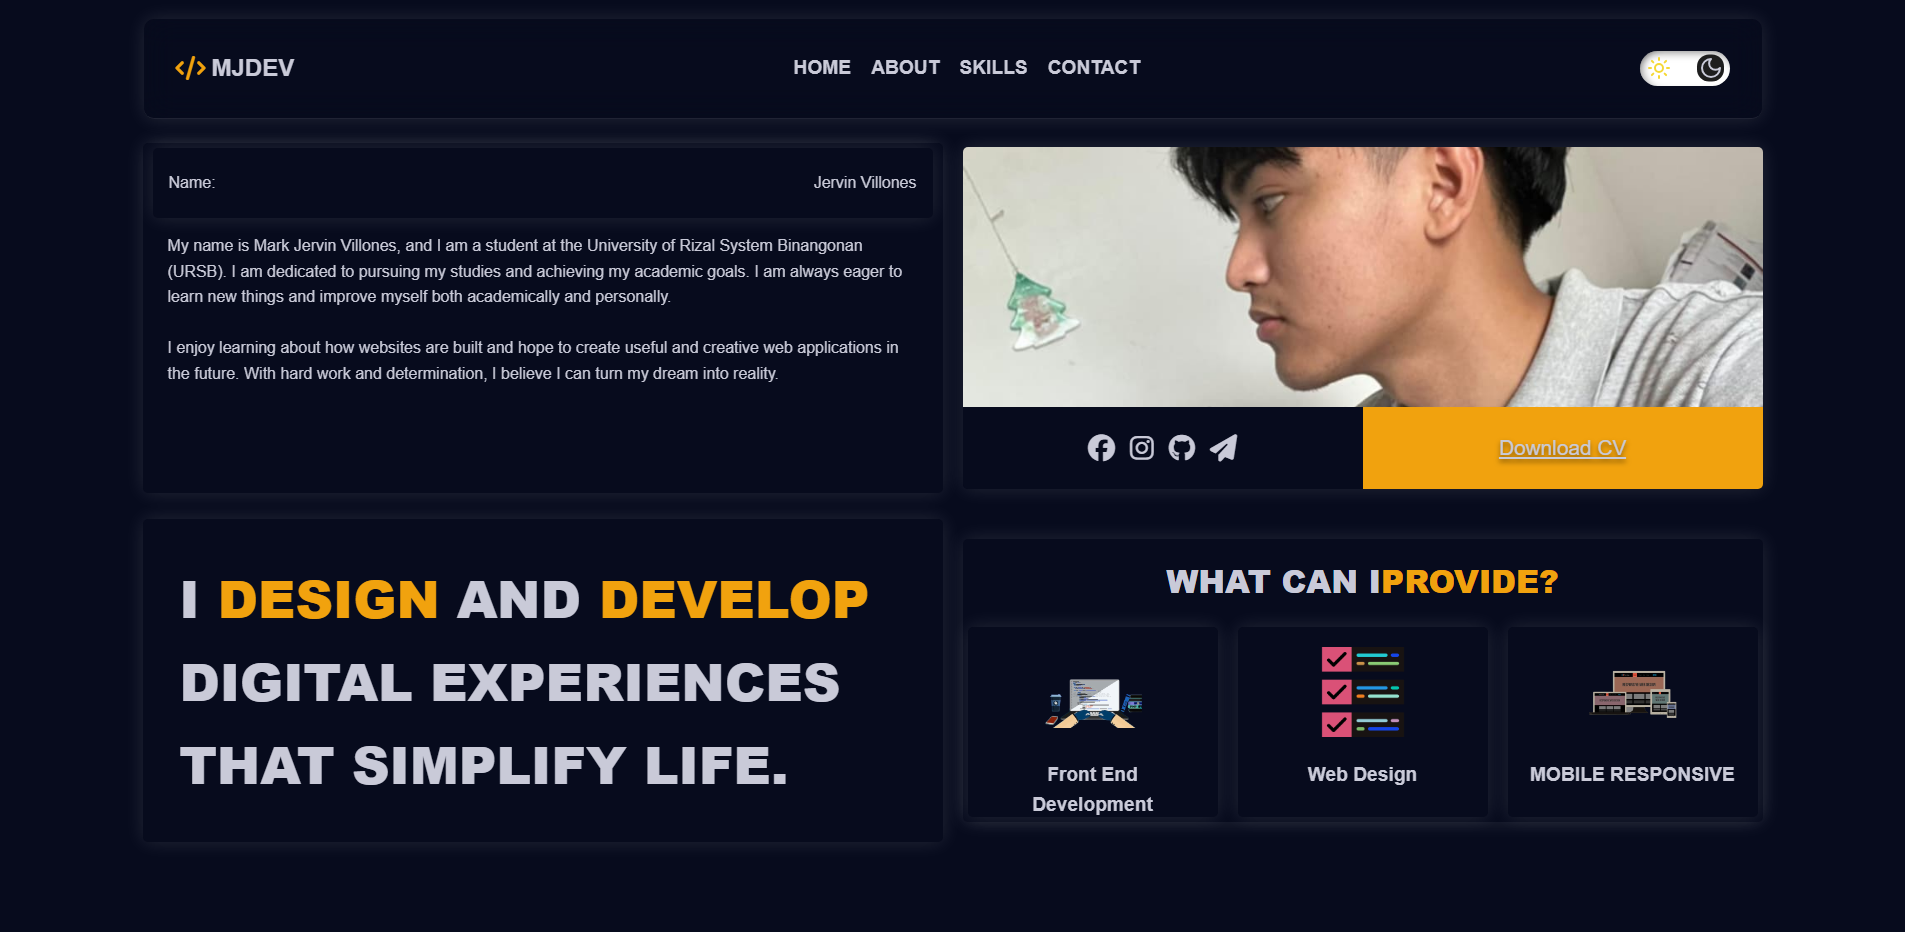 </> MJDEV
HOME ABOUT SKILLS CONTACT
Name: Jervin Villones
My name is Mark Jervin Villones, and I am a student at the University of Rizal System Binangonan
(URSB). I am dedicated to pursuing my studies and achieving my academic goals. I am always eager to
learn new things and improve myself both academically and personally.
I enjoy learning about how websites are built and hope to create useful and creative web applications in
the future. With hard work and determination, I believe I can turn my dream into reality.
Download CV
I DESIGN AND DEVELOP
DIGITAL EXPERIENCES
THAT SIMPLIFY LIFE.
WHAT CAN IPROVIDE?
Front End
Development
Web Design
MOBILE RESPONSIVE